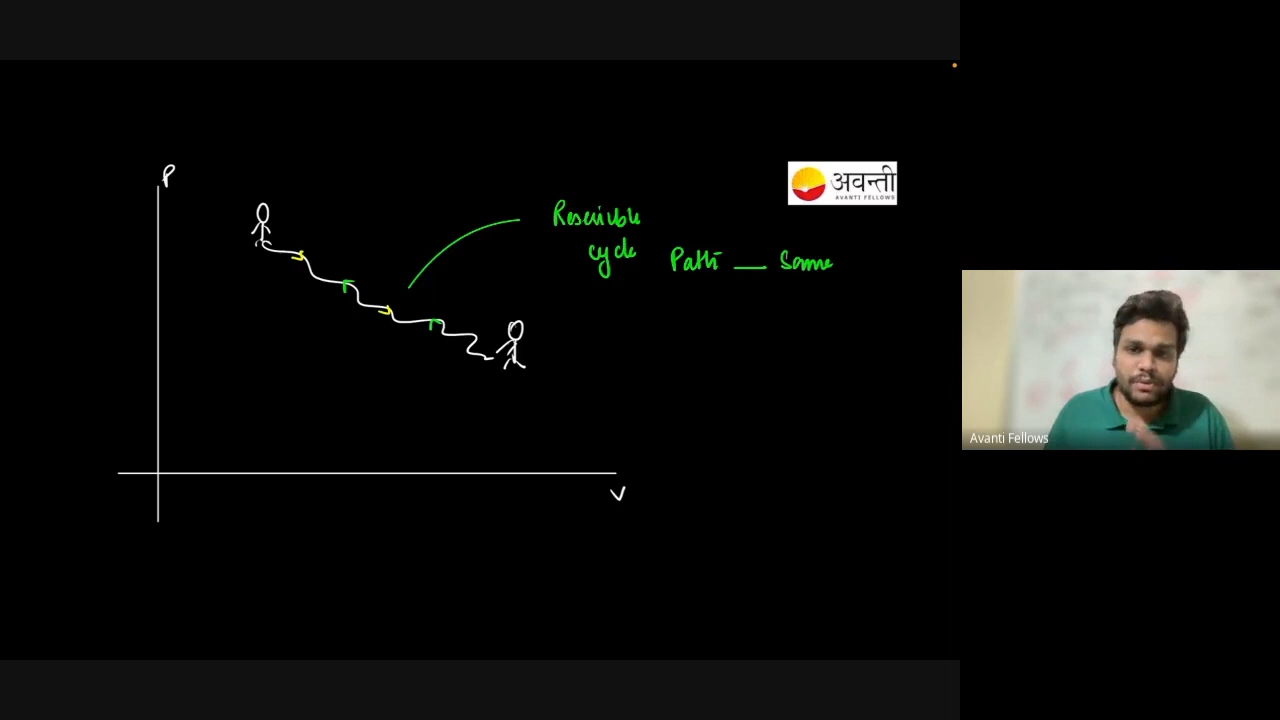 P
अवन्ती
AVANTI FELLOWS
Reversible
cycle
Path — Same
V
Avanti Fellows